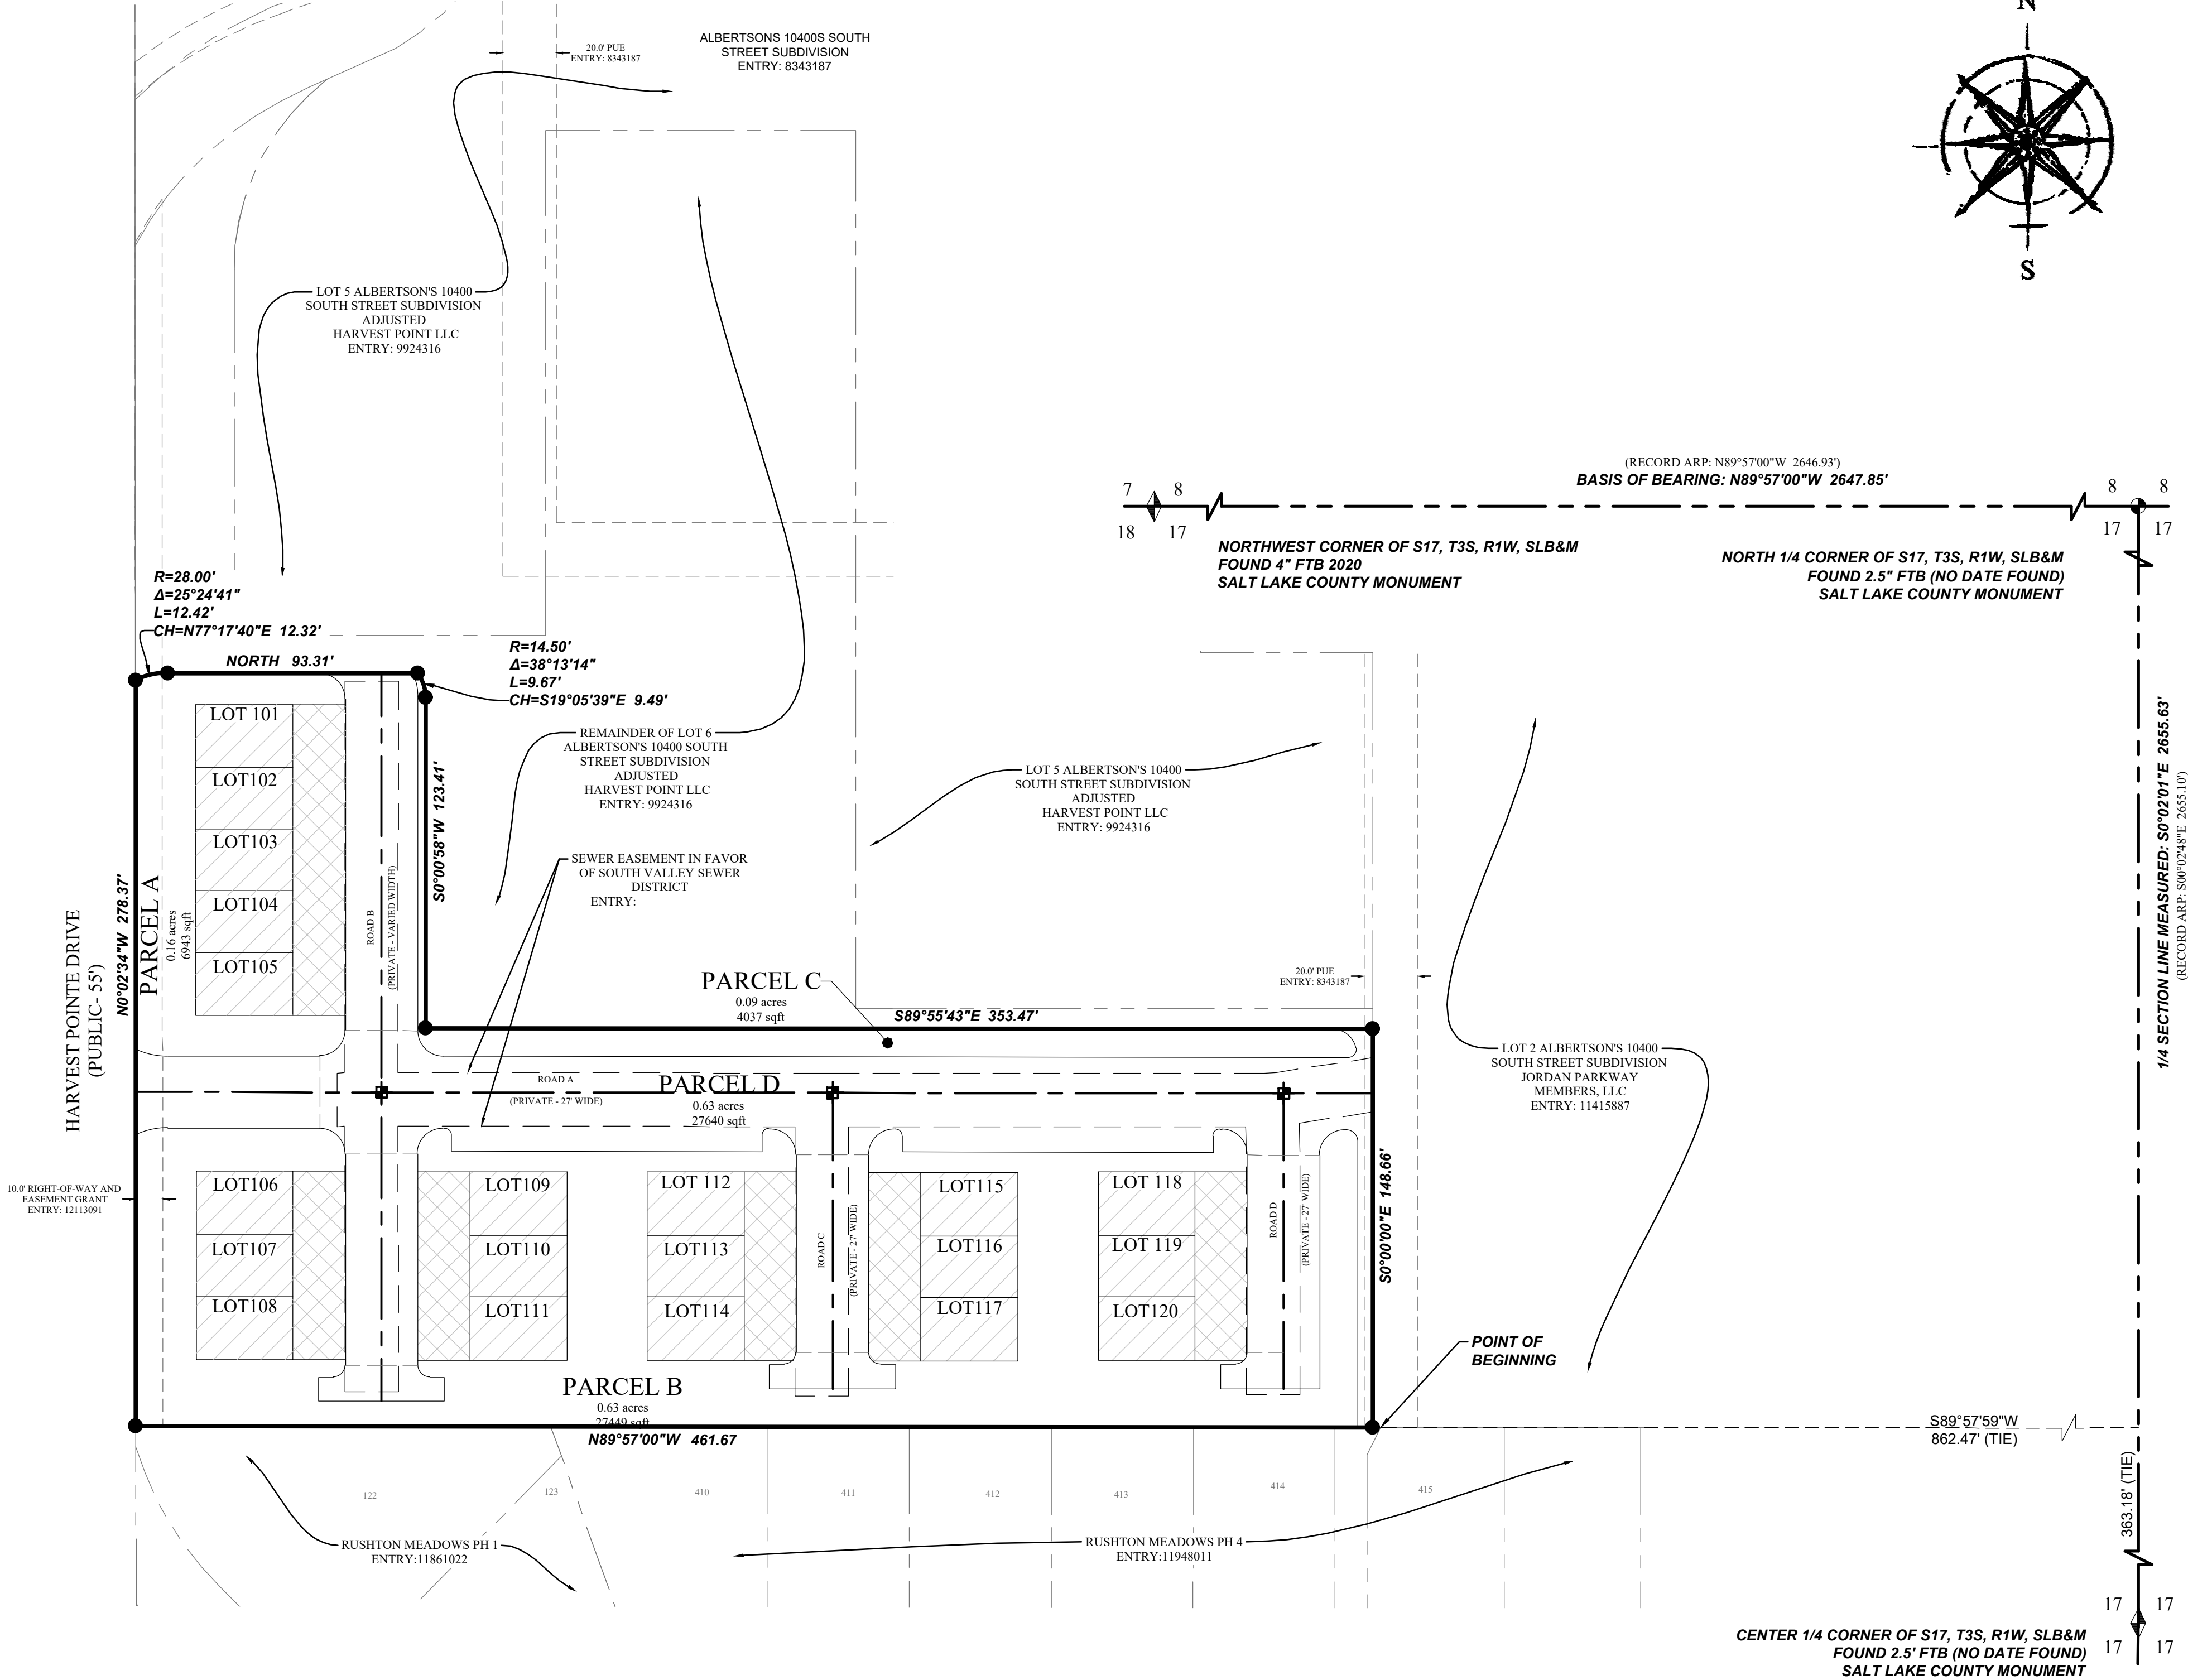 N
S
20.0' PUE
ENTRY: 8343187
ALBERTSONS 10400S SOUTH
STREET SUBDIVISION
ENTRY: 8343187
LOT 5 ALBERTSON'S 10400
SOUTH STREET SUBDIVISION
ADJUSTED
HARVEST POINT LLC
ENTRY: 9924316
(RECORD ARP: N89°57'00"W 2646.93')
BASIS OF BEARING: N89°57'00"W 2647.85'
7 8
18 17
8 8
17 17
NORTHWEST CORNER OF S17, T3S, R1W, SLB&M
FOUND 4" FTB 2020
SALT LAKE COUNTY MONUMENT
NORTH 1/4 CORNER OF S17, T3S, R1W, SLB&M
FOUND 2.5" FTB (NO DATE FOUND)
SALT LAKE COUNTY MONUMENT
R=28.00'
Δ=25°24'41"
L=12.42'
CH=N77°17'40"E 12.32'
NORTH 93.31'
R=14.50'
Δ=38°13'14"
L=9.67'
CH=S19°05'39"E 9.49'
REMAINDER OF LOT 6
ALBERTSON'S 10400 SOUTH
STREET SUBDIVISION
ADJUSTED
HARVEST POINT LLC
ENTRY: 9924316
LOT 5 ALBERTSON'S 10400
SOUTH STREET SUBDIVISION
ADJUSTED
HARVEST POINT LLC
ENTRY: 9924316
SEWER EASEMENT IN FAVOR
OF SOUTH VALLEY SEWER
DISTRICT
ENTRY: ______________
LOT 101
LOT102
LOT103
LOT104
LOT105
ROAD B
(PRIVATE - VARIED WIDTH)
S0°00'58"W 123.41'
HARVEST POINTE DRIVE
(PUBLIC- 55')
N0°02'34"W 278.37'
PARCEL A
0.16 acres
6943 sqft
PARCEL C
0.09 acres
4037 sqft
S89°55'43"E 353.47'
20.0' PUE
ENTRY: 8343187
ROAD A
(PRIVATE - 27' WIDE)
PARCEL D
0.63 acres
27640 sqft
LOT 2 ALBERTSON'S 10400
SOUTH STREET SUBDIVISION
JORDAN PARKWAY
MEMBERS, LLC
ENTRY: 11415887
1/4 SECTION LINE MEASURED: S0°02'01"E 2655.63'
(RECORD ARP: S00°02'48"E 2655.10')
10.0' RIGHT-OF-WAY AND
EASEMENT GRANT
ENTRY: 12113091
LOT106
LOT107
LOT108
LOT109
LOT110
LOT111
LOT 112
LOT113
LOT114
ROAD C
(PRIVATE - 27' WIDE)
LOT115
LOT116
LOT117
LOT 118
LOT 119
LOT120
ROAD D
(PRIVATE - 27' WIDE)
S0°00'00"E 148.66'
POINT OF
BEGINNING
PARCEL B
0.63 acres
27449 sqft
N89°57'00"W 461.67
S89°57'59"W
862.47' (TIE)
363.18' (TIE)
122
123
410
411
412
413
414
415
RUSHTON MEADOWS PH 1
ENTRY:11861022
RUSHTON MEADOWS PH 4
ENTRY:11948011
17 17
17 17
CENTER 1/4 CORNER OF S17, T3S, R1W, SLB&M
FOUND 2.5' FTB (NO DATE FOUND)
SALT LAKE COUNTY MONUMENT